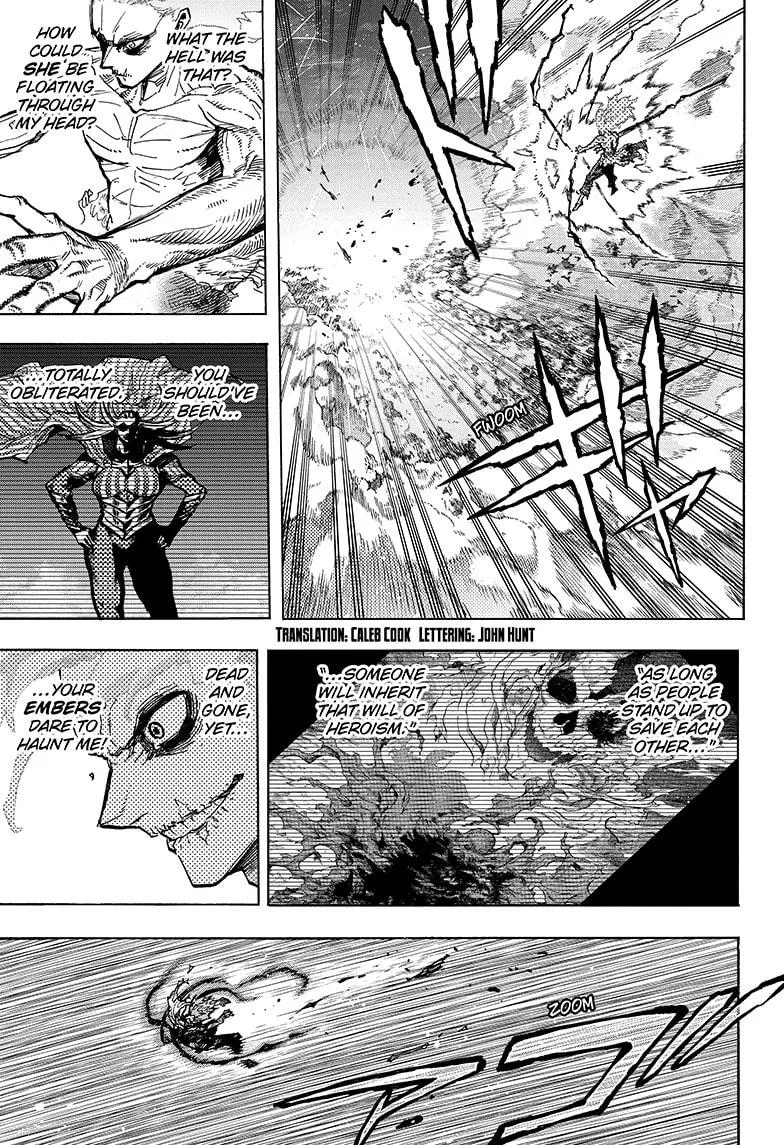 FWOOM
WHAT THE
HELL WAS
THAT?
HOW
COULD
SHE BE
FLOATING
THROUGH
MY HEAD?
YOU
SHOULD'VE
BEEN...
...TOTALLY
OBLITERATED.
TRANSLATION: CALEB COOK LETTERING: JOHN HUNT
"AS LONG
AS PEOPLE
STAND UP TO
SAVE EACH
OTHER..."
"...SOMEONE
WILL INHERIT
THAT WILL OF
HEROISM."
DEAD
AND
GONE,
YET...
...YOUR
EMBERS
DARE TO
HAUNT ME!
ZOOM